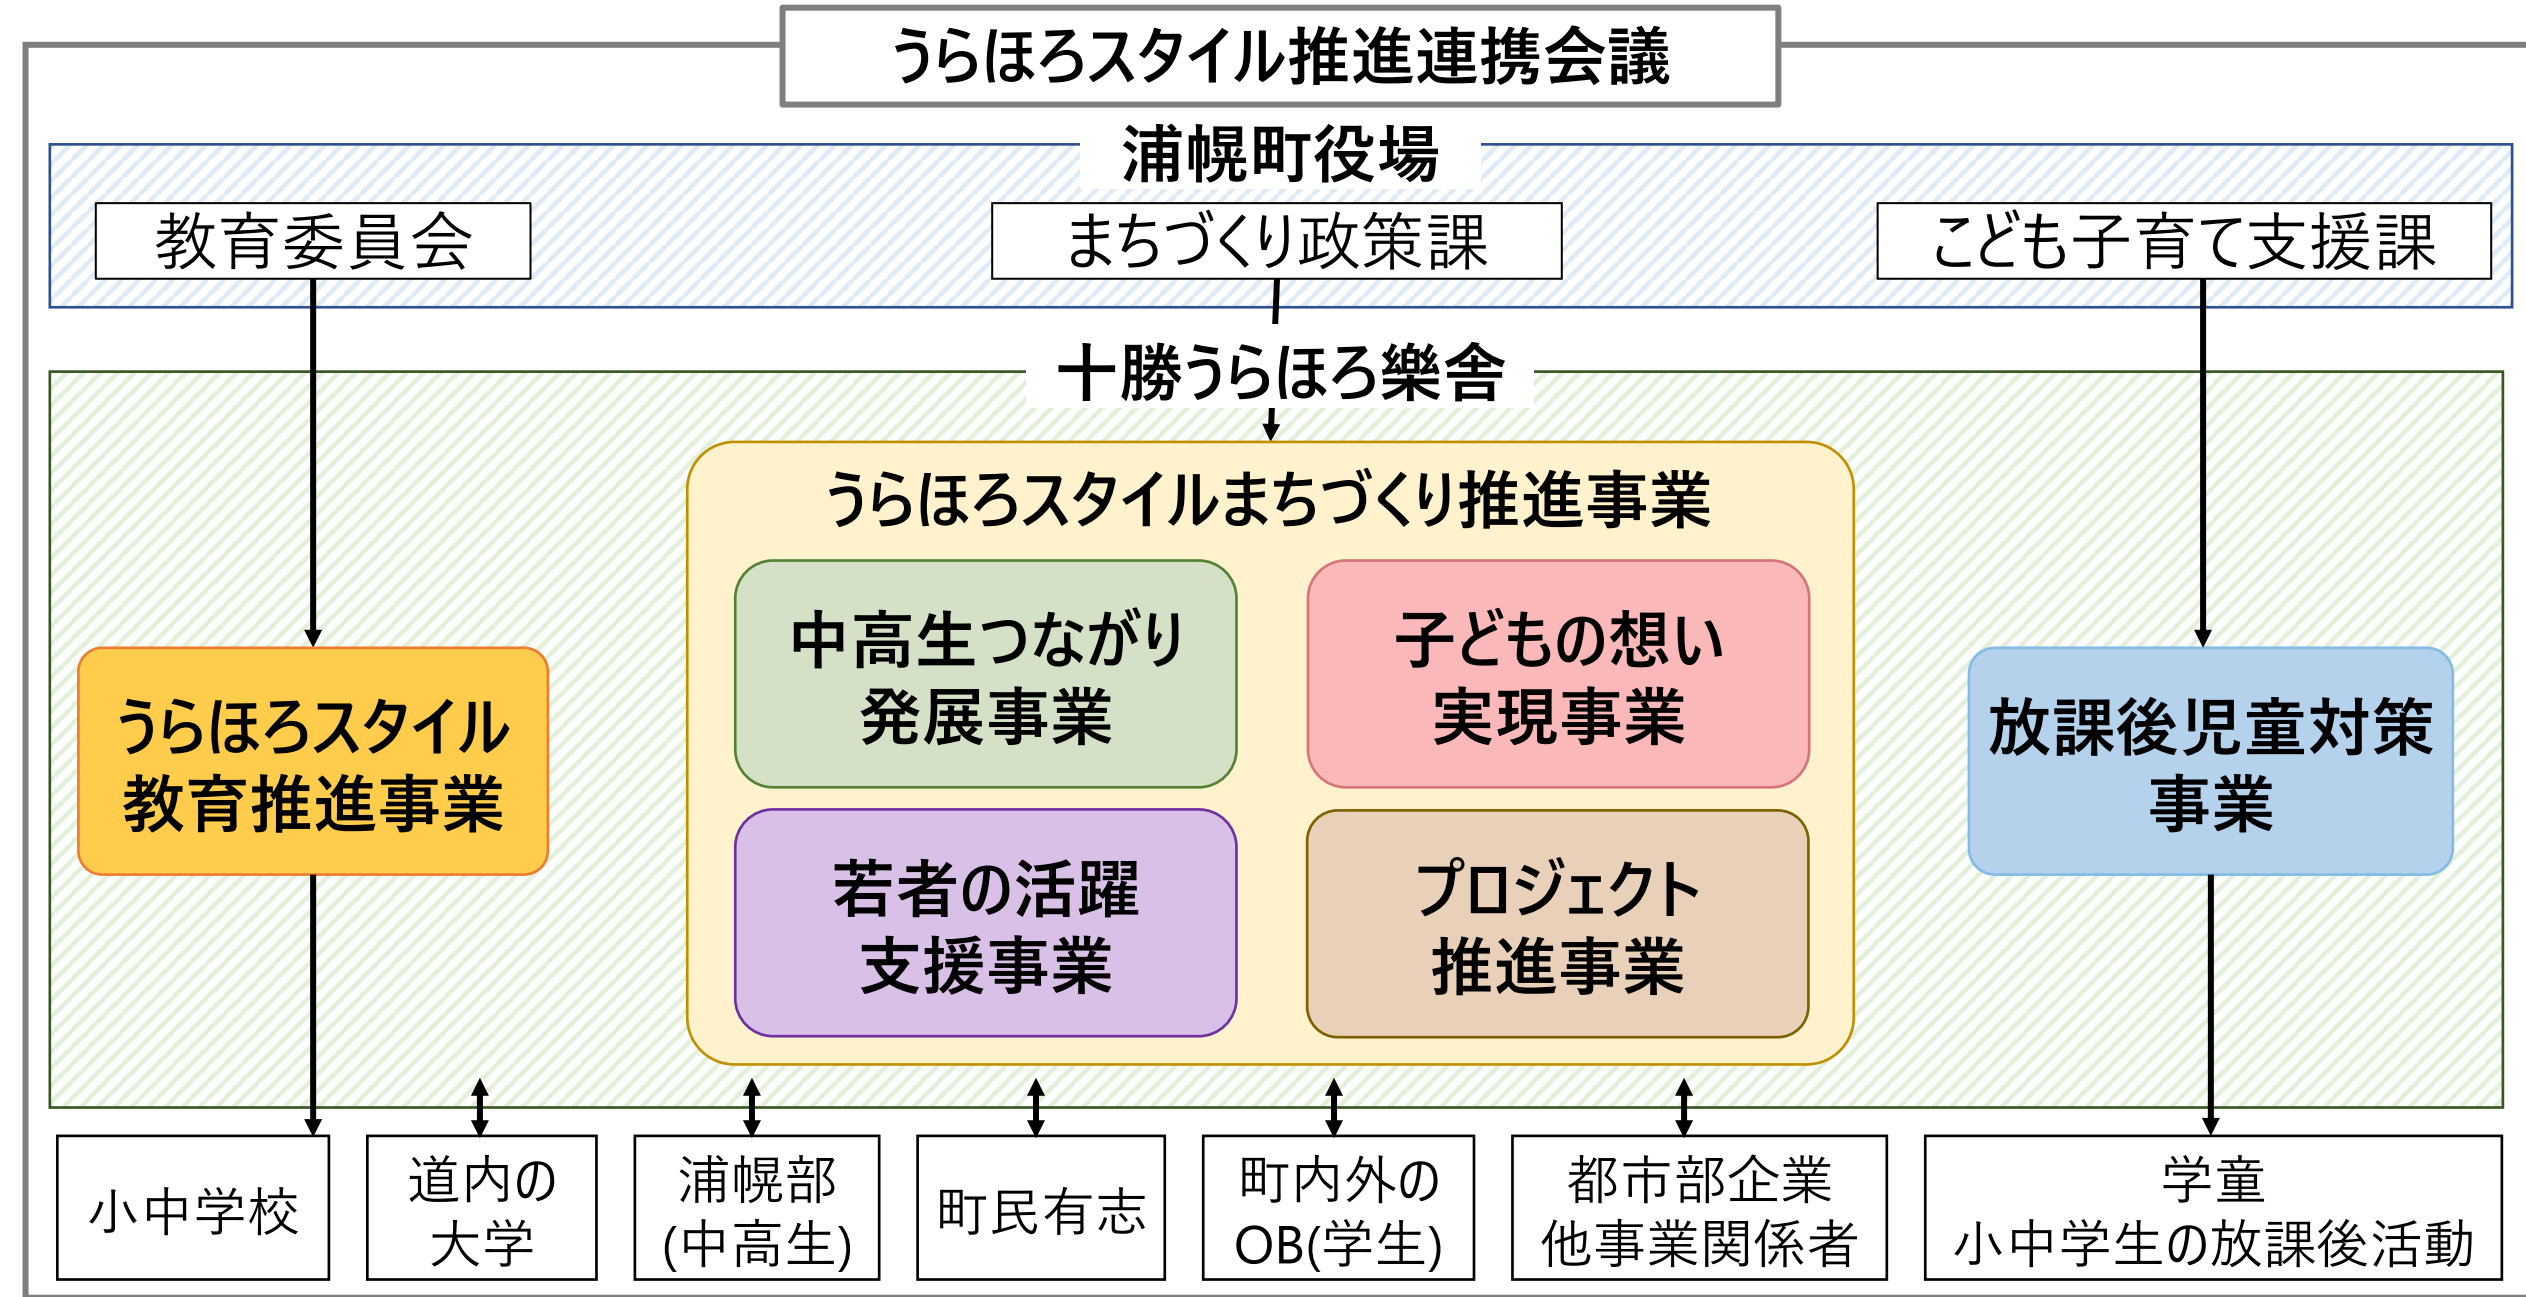 うらほろスタイル推進連携会議
浦幌町役場
教育委員会
まちづくり政策課
こども子育て支援課
十勝うらほろ樂舎
うらほろスタイルまちづくり推進事業
中高生つながり
発展事業
子どもの想い
実現事業
うらほろスタイル
教育推進事業
放課後児童対策
事業
若者の活躍
支援事業
プロジェクト
推進事業
小中学校
道内の
大学
浦幌部
(中高生)
町民有志
町内外の
OB(学生)
都市部企業
他事業関係者
学童
小中学生の放課後活動